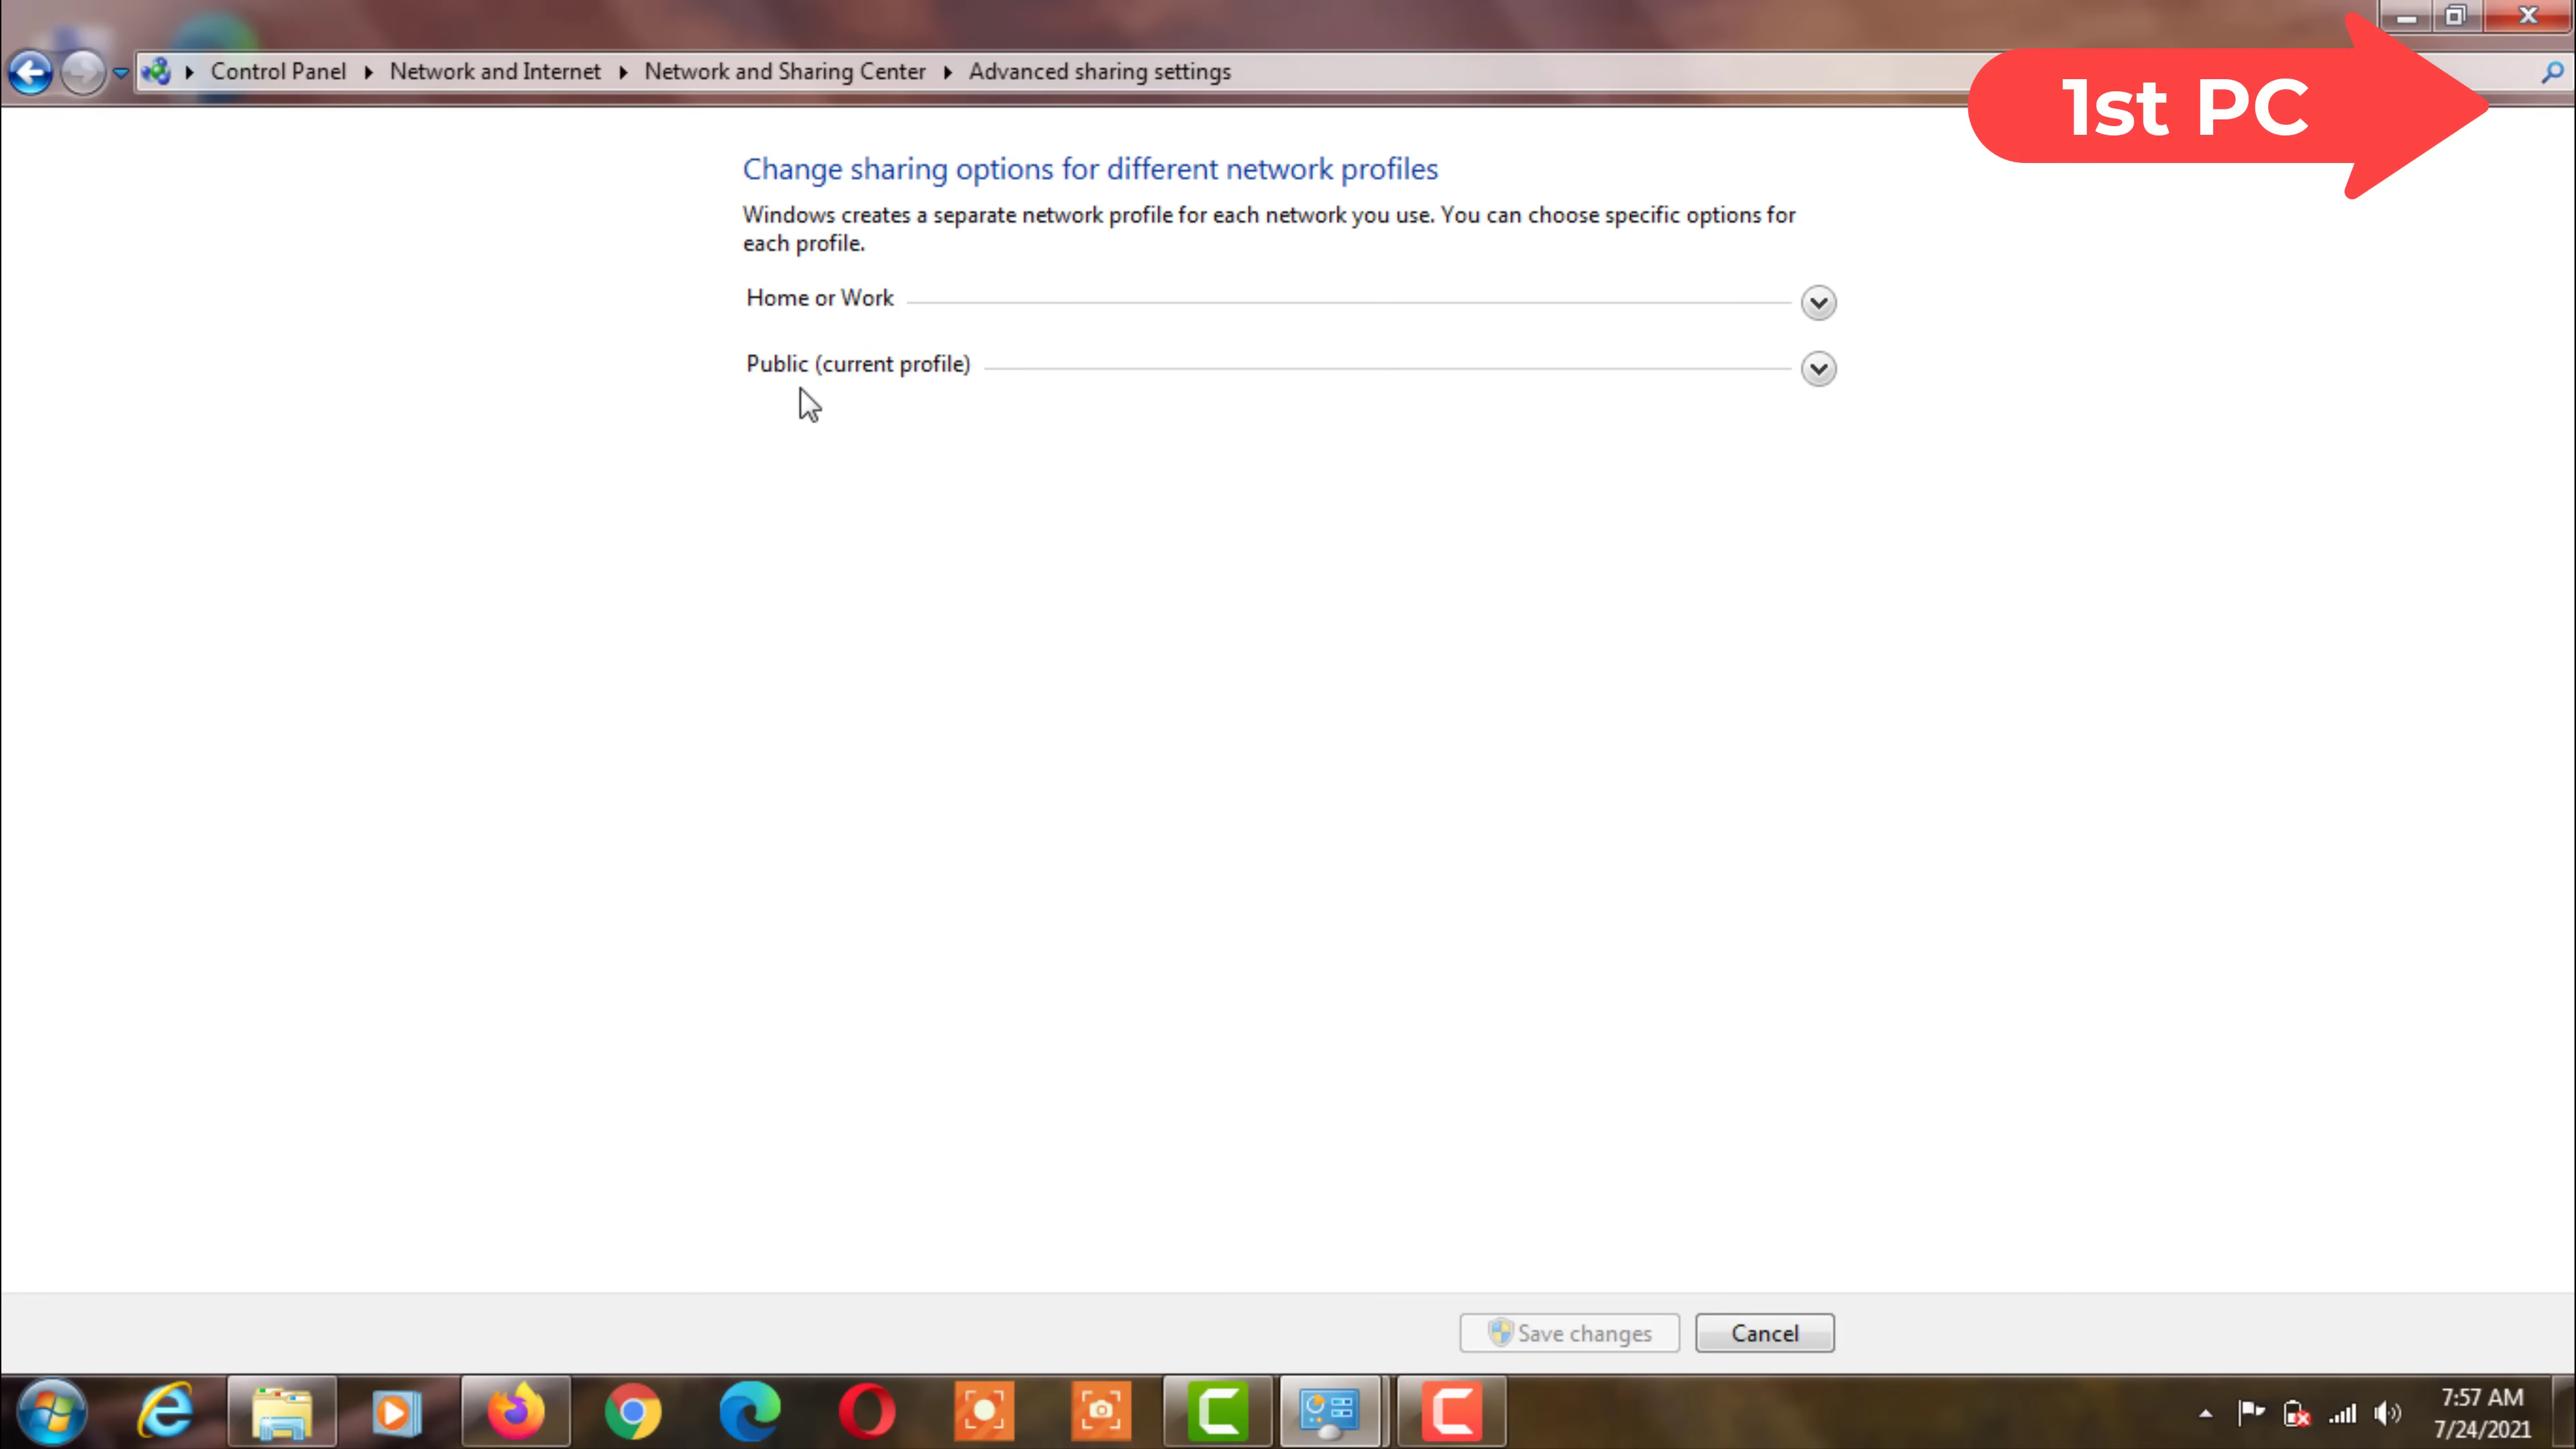 Control Panel
Network and Internet
Network and Sharing Center
Advanced sharing settings
1st PC
Change sharing options for different network profiles
Windows creates a separate network profile for each network you use. You can choose specific options for
each profile.
Home or Work
Public (current profile)
Save changes
Cancel
7:57 AM
7/24/2021